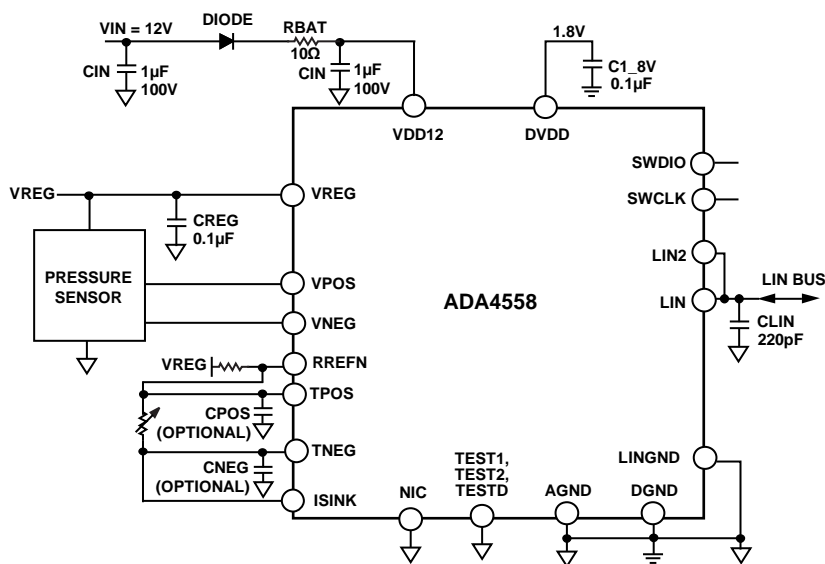 VIN = 12V
DIODE
RBAT
10Ω
CIN
1µF
100V
CIN
1µF
100V
1.8V
C1_8V
0.1µF
VDD12
DVDD
SWDIO
SWCLK
VREG
VREG
CREG
0.1µF
LIN2
LIN BUS
LIN
CLIN
220pF
PRESSURE
SENSOR
VPOS
VNEG
ADA4558
VREG
RREFN
TPOS
CPOS
(OPTIONAL)
TNEG
CNEG
(OPTIONAL)
ISINK
NIC
TEST1,
TEST2,
TESTD
AGND
DGND
LINGND